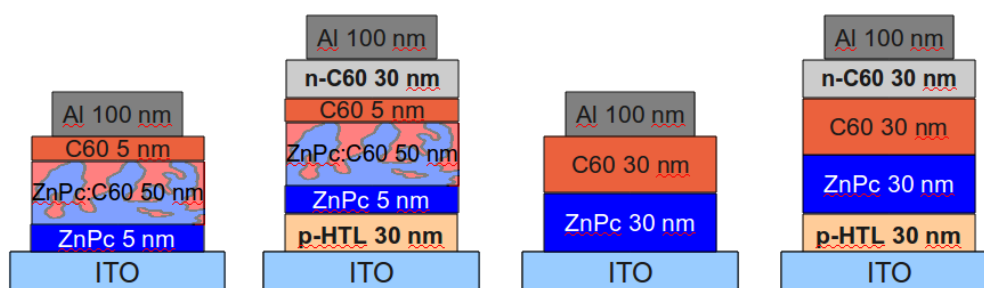 Al 100 nm
C60 5 nm
ZnPc:C60 50 nm
ZnPc 5 nm
ITO
Al 100 nm
n-C60 30 nm
C60 5 nm
ZnPc:C60 50 nm
ZnPc 5 nm
p-HTL 30 nm
ITO
Al 100 nm
C60 30 nm
ZnPc 30 nm
ITO
Al 100 nm
n-C60 30 nm
C60 30 nm
ZnPc 30 nm
p-HTL 30 nm
ITO